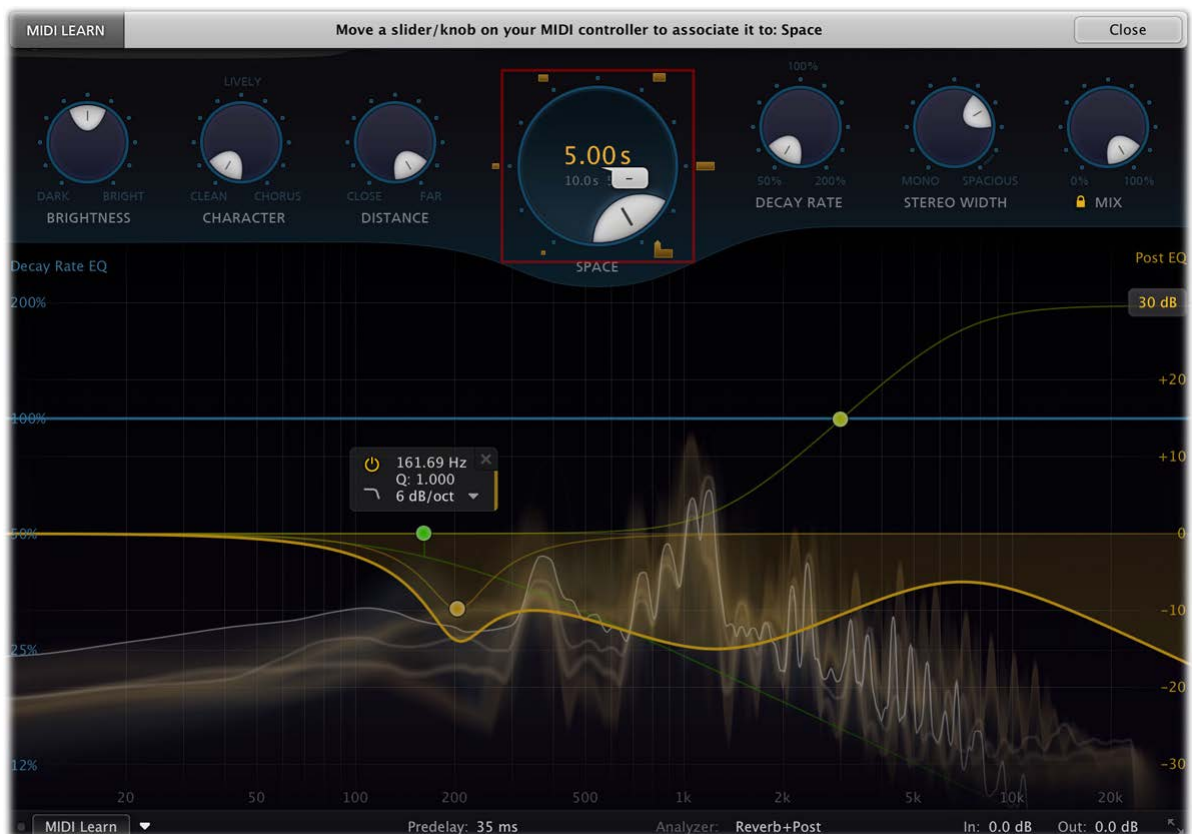 MIDI LEARN
Move a slider/knob on your MIDI controller to associate it to: Space
Close
LIVELY
100%
5.00 s
10.0 s
–
DARK BRIGHT
CLEAN CHORUS
CLOSE FAR
50% 200%
MONO SPACIOUS
0% 100%
BRIGHTNESS
CHARACTER
DISTANCE
DECAY RATE
STEREO WIDTH
MIX
SPACE
Decay Rate EQ
Post EQ
200%
30 dB
+20
100%
+10
161.69 Hz
Q: 1.000
6 dB/oct
50%
0
-10
25%
-20
12%
-30
20 50 100 200 500 1k 2k 5k 10k 20k
MIDI Learn
Predelay: 35 ms
Analyzer: Reverb+Post
In: 0.0 dB
Out: 0.0 dB